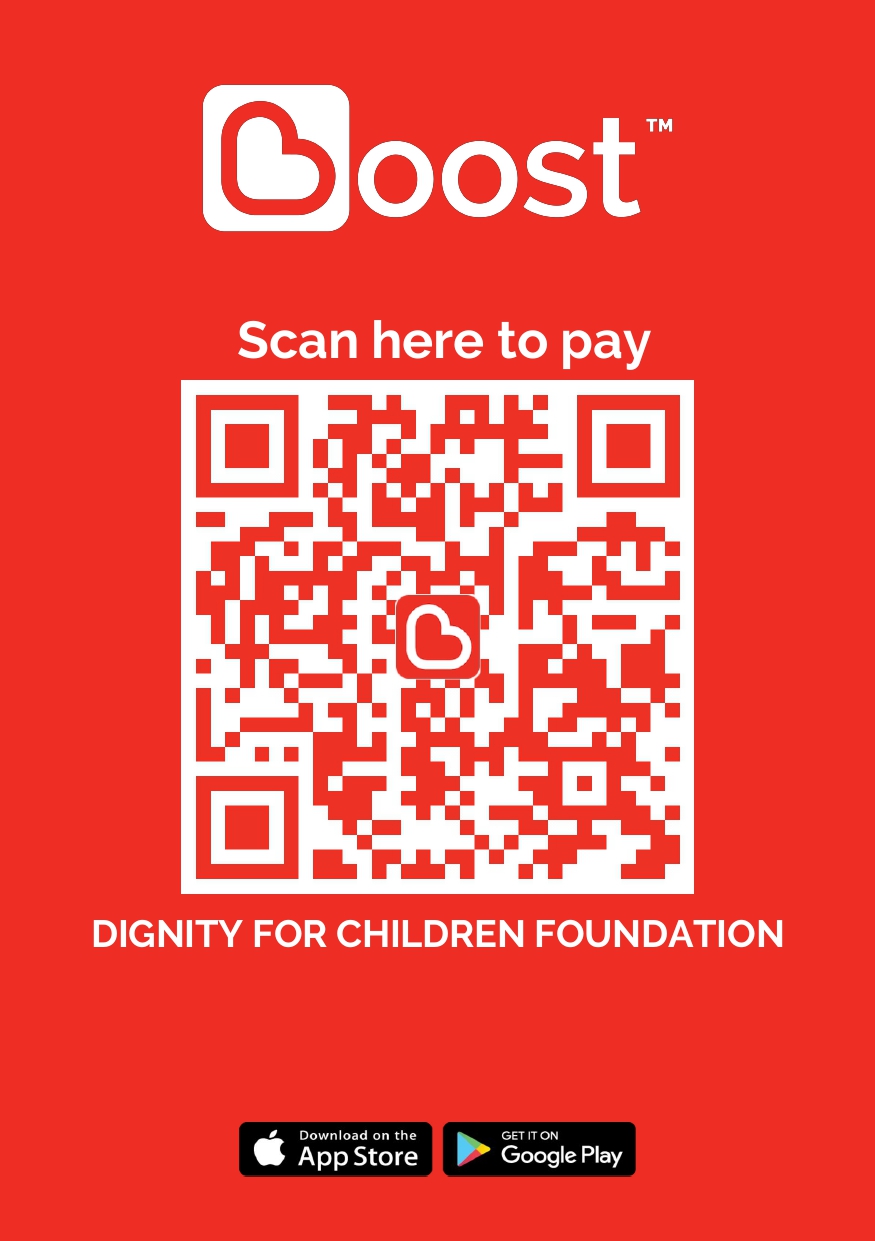 boost™
Scan here to pay
DIGNITY FOR CHILDREN FOUNDATION
Download on the
App Store
GET IT ON
Google Play